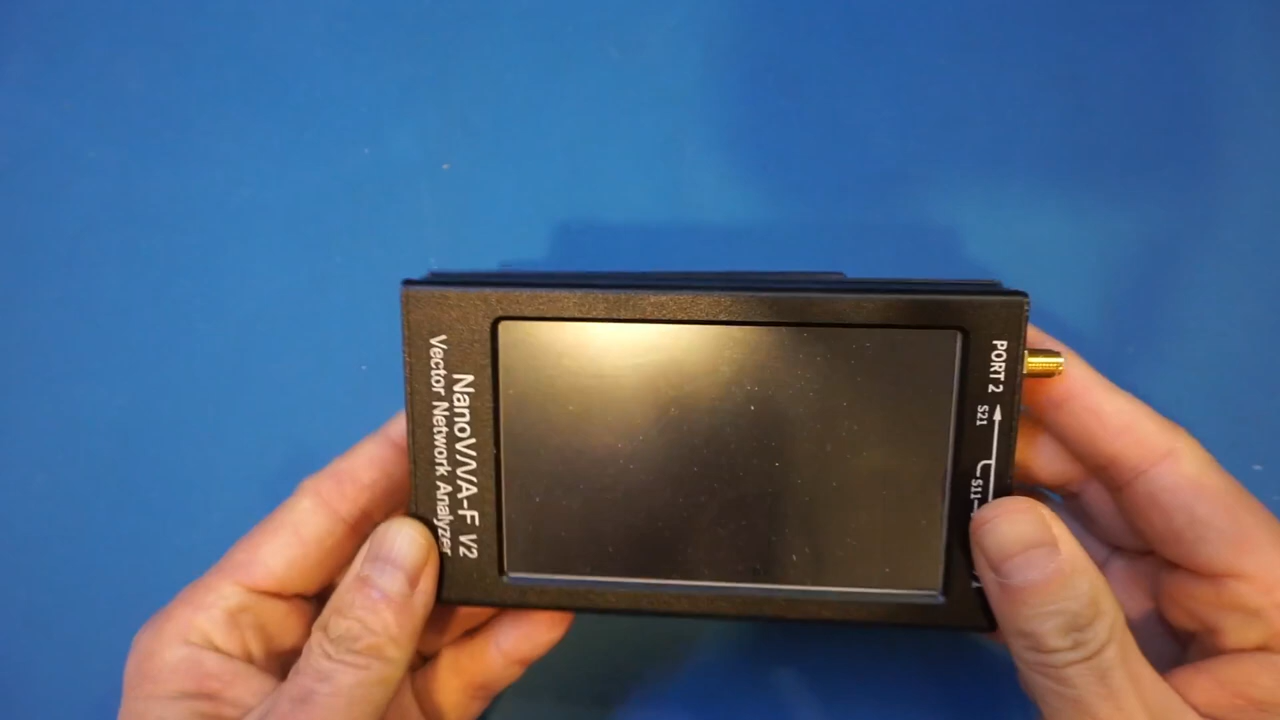 NanoVNA-F V2
Vector Network Analyzer
PORT 2
S21
S11